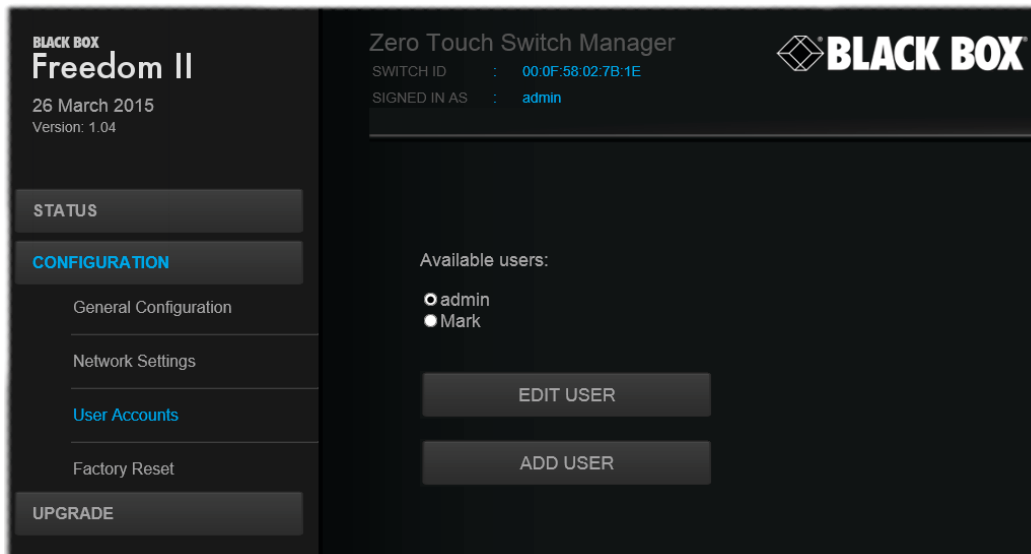 BLACK BOX
Freedom II
26 March 2015
Version: 1.04
Zero Touch Switch Manager
SWITCH ID : 00:0F:58:02:7B:1E
SIGNED IN AS : admin
BLACK BOX
STATUS
CONFIGURATION
General Configuration
Network Settings
User Accounts
Factory Reset
UPGRADE
Available users:
admin
Mark
EDIT USER
ADD USER